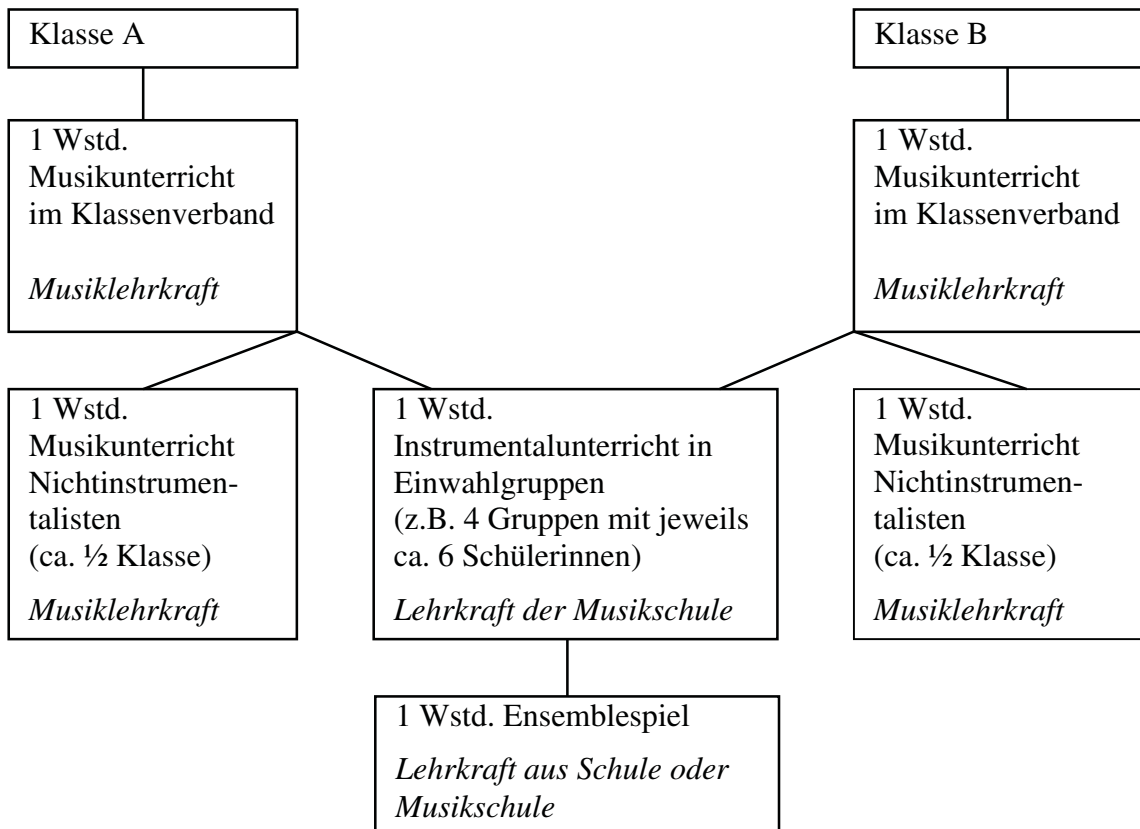 Klasse A
Klasse B
1 Wstd.
Musikunterricht
im Klassenverband
Musiklehrkraft
1 Wstd.
Musikunterricht
im Klassenverband
Musiklehrkraft
1 Wstd.
Musikunterricht
Nichtinstrumen-
talisten
(ca. ½ Klasse)
Musiklehrkraft
1 Wstd.
Instrumentalunterricht in
Einwahlgruppen
(z.B. 4 Gruppen mit jeweils
ca. 6 Schülerinnen)
Lehrkraft der Musikschule
1 Wstd.
Musikunterricht
Nichtinstrumen-
talisten
(ca. ½ Klasse)
Musiklehrkraft
1 Wstd. Ensemblespiel
Lehrkraft aus Schule oder
Musikschule